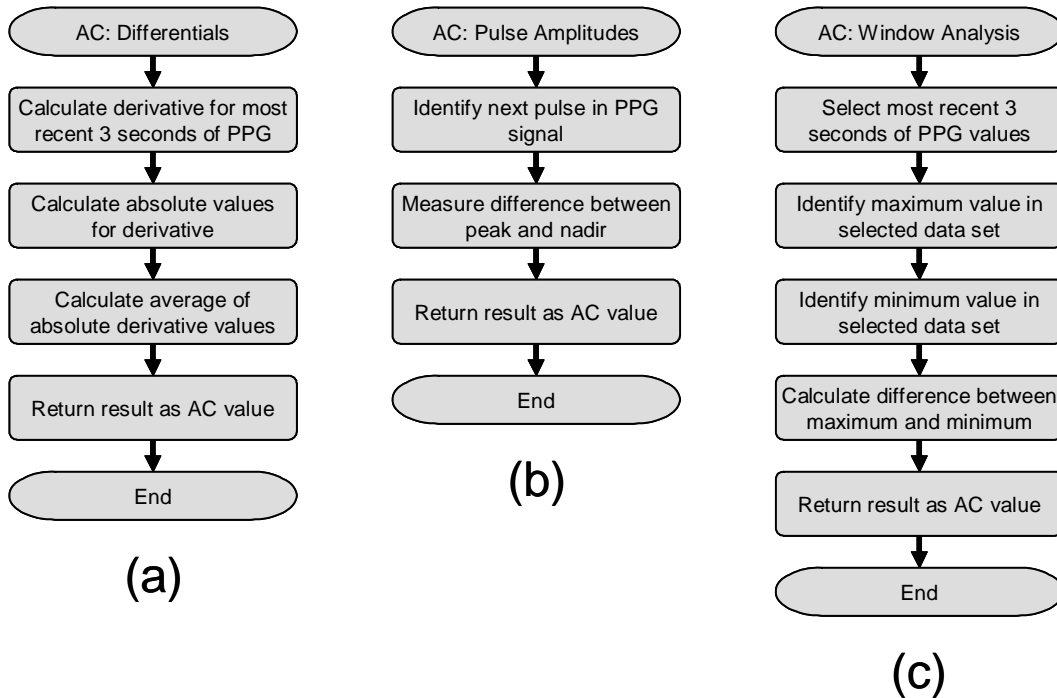 AC: Differentials
Calculate derivative for most
recent 3 seconds of PPG
Calculate absolute values
for derivative
Calculate average of
absolute derivative values
Return result as AC value
End
(a)
AC: Pulse Amplitudes
Identify next pulse in PPG
signal
Measure difference between
peak and nadir
Return result as AC value
End
(b)
AC: Window Analysis
Select most recent 3
seconds of PPG values
Identify maximum value in
selected data set
Identify minimum value in
selected data set
Calculate difference between
maximum and minimum
Return result as AC value
End
(c)